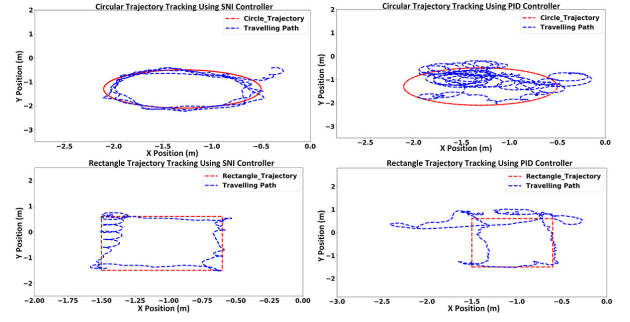 Circular Trajectory Tracking Using SNI Controller
Circle_Trajectory
Travelling Path
Y Position (m)
2
1
0
−1
−2
−3
−2.5
−2.0
−1.5
−1.0
−0.5
0.0
X Position (m)
Circular Trajectory Tracking Using PID Controller
Circle_Trajectory
Travelling Path
Y Position (m)
2
1
0
−1
−2
−3
−2.5
−2.0
−1.5
−1.0
−0.5
0.0
X Position (m)
Rectangle Trajectory Tracking Using SNI Controller
Rectangle_Trajectory
Travelling Path
Y Position (m)
2
1
0
−1
−2
−2.00
−1.75
−1.50
−1.25
−1.00
−0.75
−0.50
−0.25
0.00
X Position (m)
Rectangle Trajectory Tracking Using PID Controller
Rectangle_Trajectory
Travelling Path
Y Position (m)
2
1
0
−1
−2
−3.0
−2.5
−2.0
−1.5
−1.0
−0.5
0.0
X Position (m)